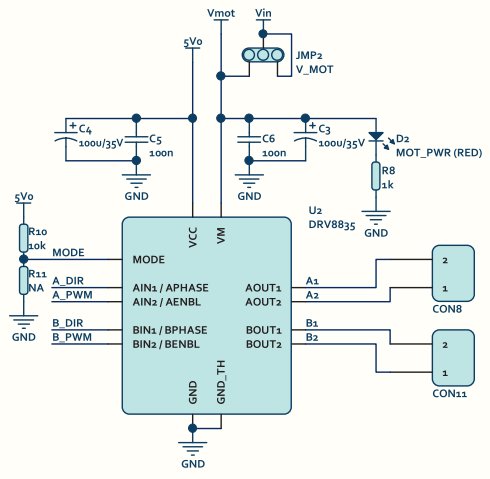 Vmot
Vin
5V0
JMP2
V_MOT
C4
100u/35V
C5
100n
C6
100n
C3
100u/35V
D2
MOT_PWR (RED)
R8
1k
GND
GND
GND
5V0
R10
10k
MODE
R11
NA
GND
U2
DRV8835
VCC
VM
MODE
A_DIR
A_PWM
AIN1 / APHASE
AIN2 / AENBL
AOUT1
AOUT2
A1
A2
2
1
CON8
B_DIR
B_PWM
BIN1 / BPHASE
BIN2 / BENBL
BOUT1
BOUT2
B1
B2
2
1
CON11
GND
GND_TH
GND